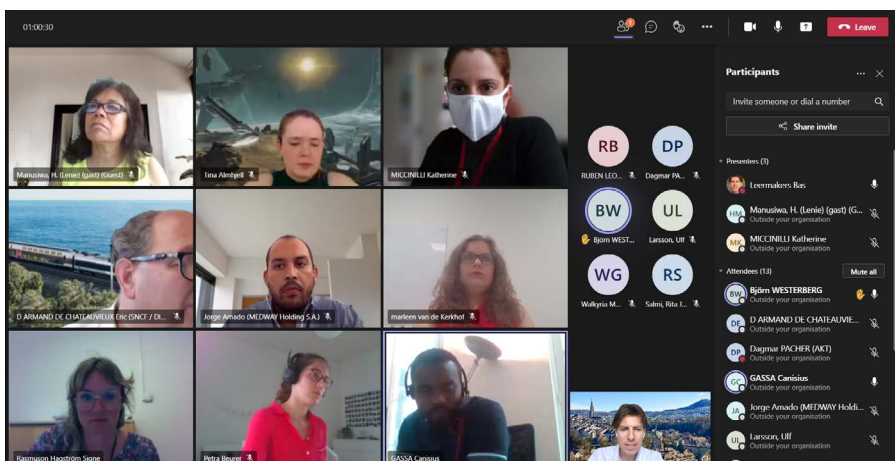 01:00:30
1
Leave
Manusiwa, H. (Lenie) (gast) (Guest)
Tina Almhjell
MICCINILLI Katherine
D ARMAND DE CHATEAUVIEUX Eric (SNCF / DI...
Jorge Amado (MEDWAY Holding S.A.)
marleen van de Kerkhof
Rasmuson Hagström Signe
Petra Beurer
GASSA Canisius
RB
RUBEN LEO...
DP
Dagmar PA...
BW
Björn WEST...
UL
Larsson, Ulf
WG
Walkyria M...
RS
Salmi, Rita J...
Participants
Invite someone or dial a number
Share invite
Presenters (3)
Leermakers Bas
HM
Manusiwa, H. (Lenie) (gast) (G...
Outside your organisation
MK
MICCINILLI Katherine
Outside your organisation
Attendees (13)
Mute all
BW
Björn WESTERBERG
Outside your organisation
DE
D ARMAND DE CHATEAUVIE...
Outside your organisation
DP
Dagmar PACHER (AKT)
Outside your organisation
GC
GASSA Canisius
Outside your organisation
JA
Jorge Amado (MEDWAY Holdi...
Outside your organisation
UL
Larsson, Ulf
Outside your organisation